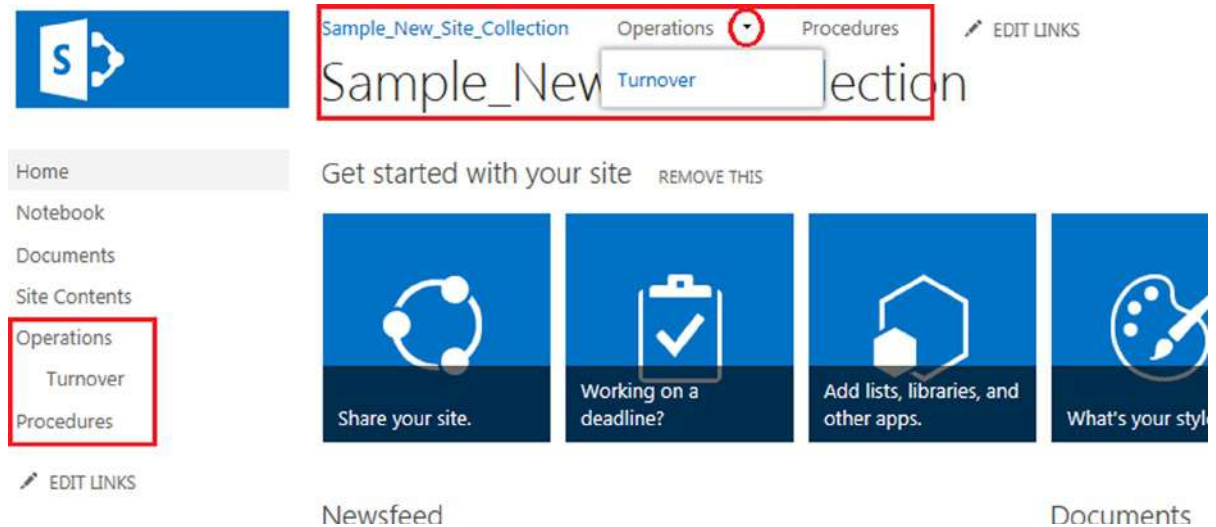 S
Sample_New_Site_Collection Operations Procedures EDIT LINKS
Sample_New ection
Turnover
Home
Notebook
Documents
Site Contents
Operations
Turnover
Procedures
EDIT LINKS
Get started with your site REMOVE THIS
Share your site.
Working on a
deadline?
Add lists, libraries, and
other apps.
What's your style
Newsfeed
Documents